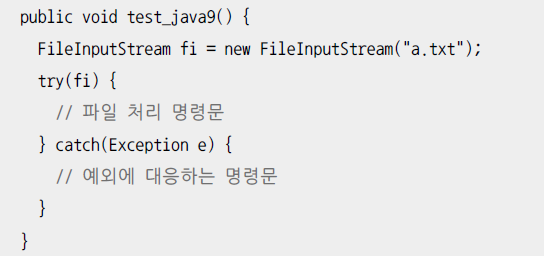 public void test_java9() {
FileInputStream fi = new FileInputStream("a.txt");
try(fi) {
// 파일 처리 명령문
} catch(Exception e) {
// 예외에 대응하는 명령문
}
}